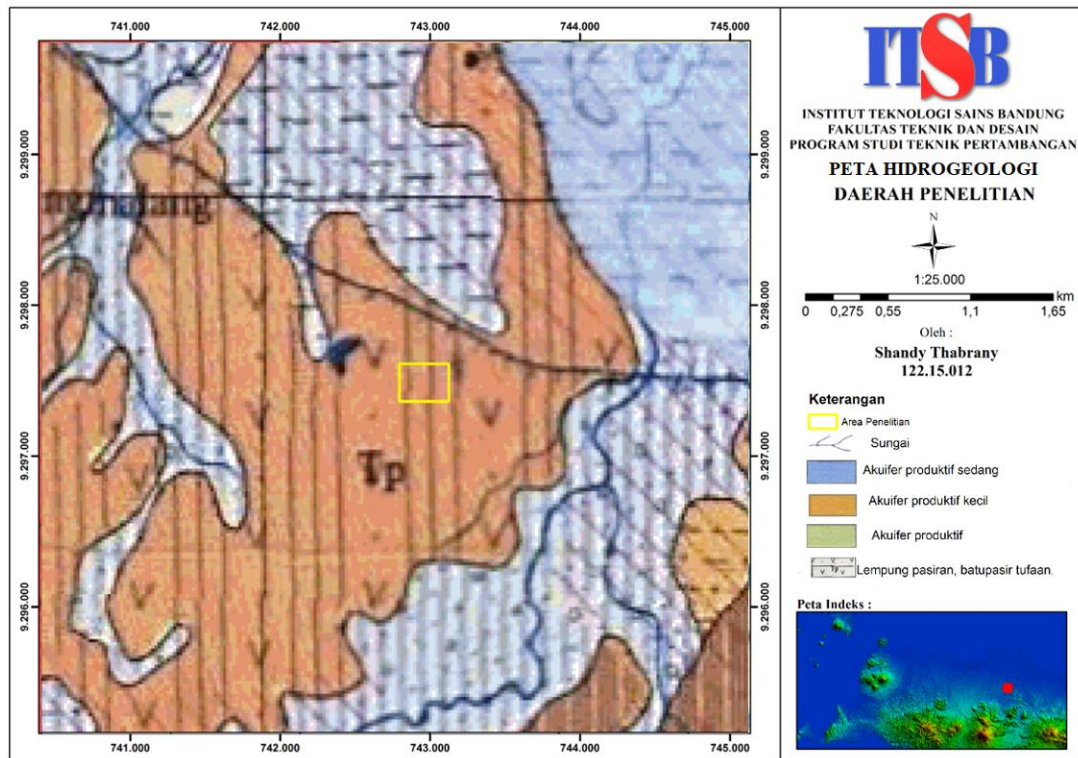 741.000 742.000 743.000 744.000 745.000
9.299.000
9.298.000
9.297.000
9.296.000
9.299.000
9.298.000
9.297.000
9.296.000
Tp
741.000 742.000 743.000 744.000 745.000
ITSB
INSTITUT TEKNOLOGI SAINS BANDUNG
FAKULTAS TEKNIK DAN DESAIN
PROGRAM STUDI TEKNIK PERTAMBANGAN
PETA HIDROGEOLOGI
DAERAH PENELITIAN
N
1:25.000
km
0 0,275 0,55 1,1 1,65
Oleh :
Shandy Thabrany
122.15.012
Keterangan
Area Penelitian
Sungai
Akuifer produktif sedang
Akuifer produktif kecil
Akuifer produktif
Tp Lempung pasiran, batupasir tufaan.
Peta Indeks :